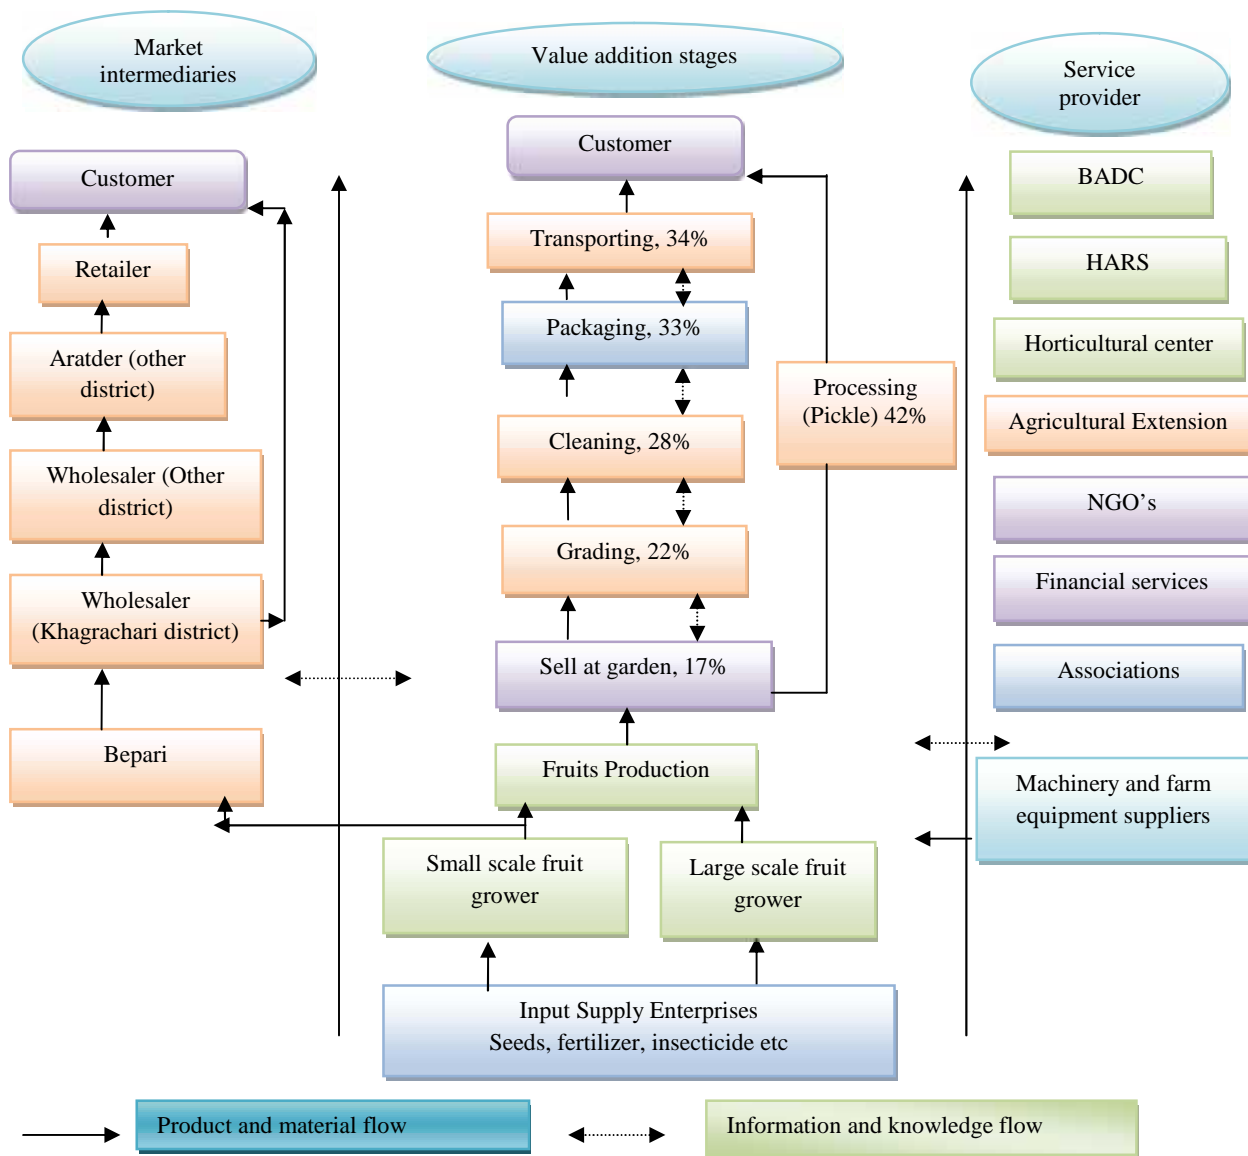 Market
intermediaries
Customer
Retailer
Aratder (other
district)
Wholesaler (Other
district)
Wholesaler
(Khagrachari district)
Bepari
Value addition stages
Customer
Transporting, 34%
Packaging, 33%
Cleaning, 28%
Grading, 22%
Sell at garden, 17%
Processing
(Pickle) 42%
Fruits Production
Small scale fruit
grower
Large scale fruit
grower
Input Supply Enterprises
Seeds, fertilizer, insecticide etc
Service
provider
BADC
HARS
Horticultural center
Agricultural Extension
NGO’s
Financial services
Associations
Machinery and farm
equipment suppliers
Product and material flow
Information and knowledge flow